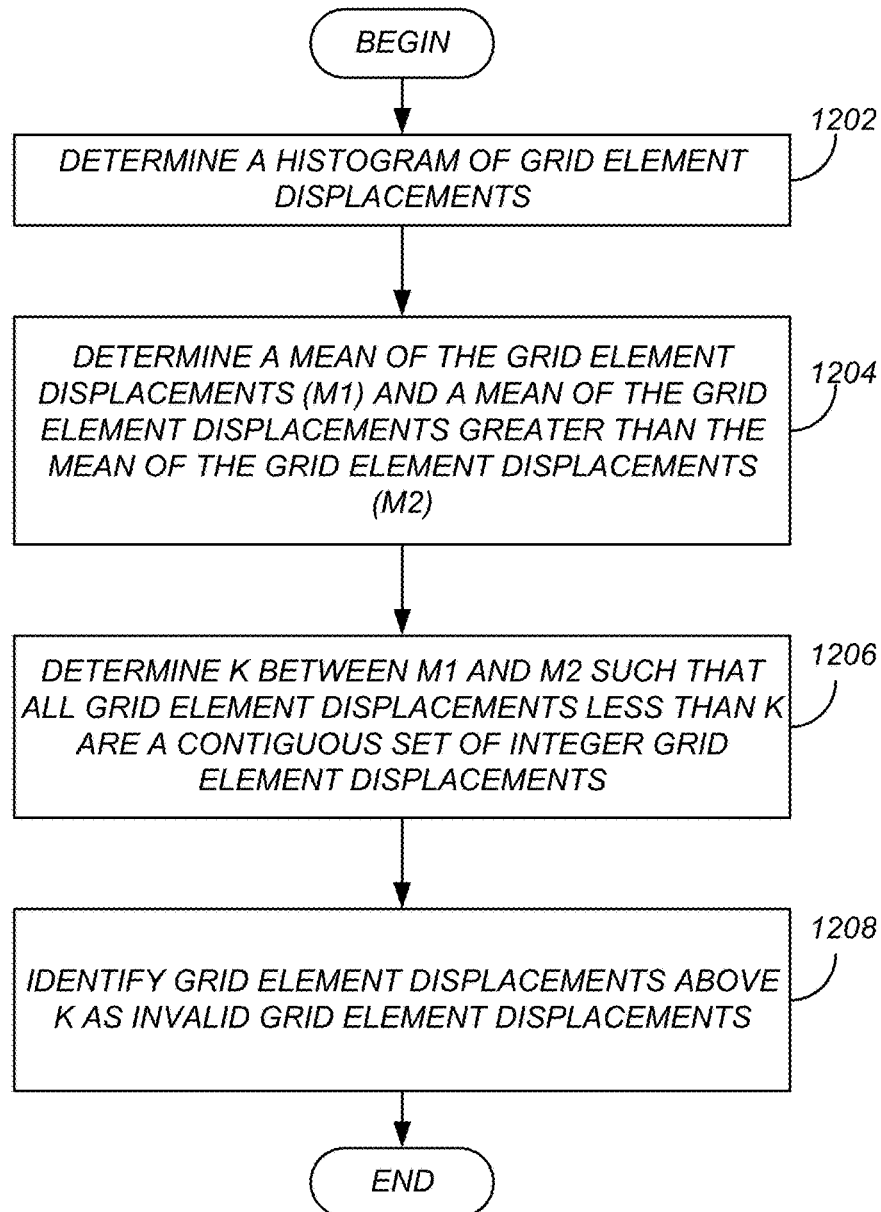 BEGIN
1202
DETERMINE A HISTOGRAM OF GRID ELEMENT
DISPLACEMENTS
DETERMINE A MEAN OF THE GRID ELEMENT
DISPLACEMENTS (M1) AND A MEAN OF THE GRID
ELEMENT DISPLACEMENTS GREATER THAN THE
MEAN OF THE GRID ELEMENT DISPLACEMENTS
(M2)
1204
DETERMINE K BETWEEN M1 AND M2 SUCH THAT
ALL GRID ELEMENT DISPLACEMENTS LESS THAN K
ARE A CONTIGUOUS SET OF INTEGER GRID
ELEMENT DISPLACEMENTS
1206
IDENTIFY GRID ELEMENT DISPLACEMENTS ABOVE
K AS INVALID GRID ELEMENT DISPLACEMENTS
1208
END